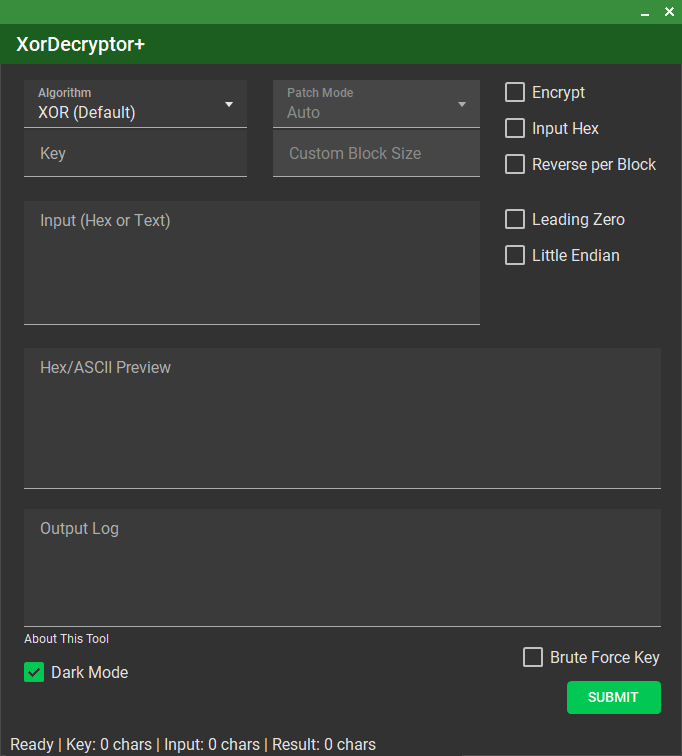 XorDecryptor+
Algorithm
XOR (Default)
Patch Mode
Auto
Encrypt
Input Hex
Key
Custom Block Size
Reverse per Block
Input (Hex or Text)
Leading Zero
Little Endian
Hex/ASCII Preview
Output Log
About This Tool
Dark Mode
Brute Force Key
SUBMIT
Ready | Key: 0 chars | Input: 0 chars | Result: 0 chars